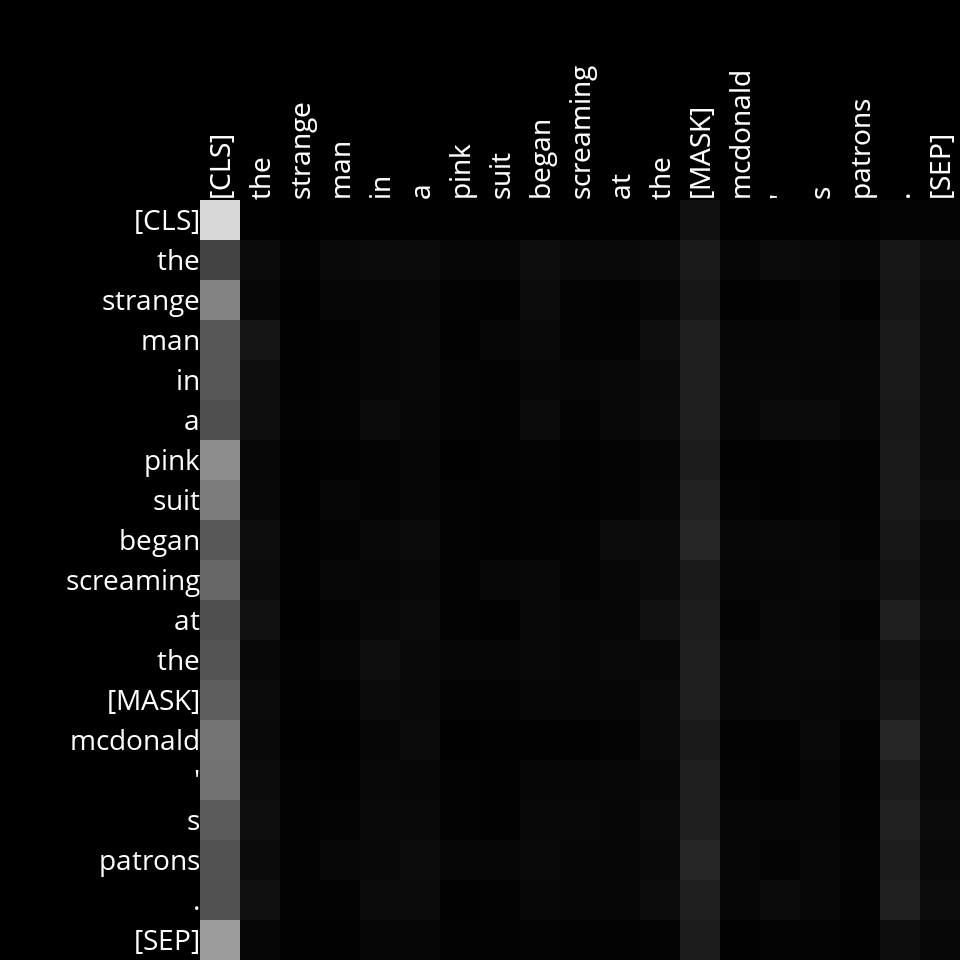 [CLS] the strange man in a pink suit began screaming at the [MASK] mcdonald ' s patrons . [SEP]
[CLS]
the
strange
man
in
a
pink
suit
began
screaming
at
the
[MASK]
mcdonald
'
s
patrons
.
[SEP]